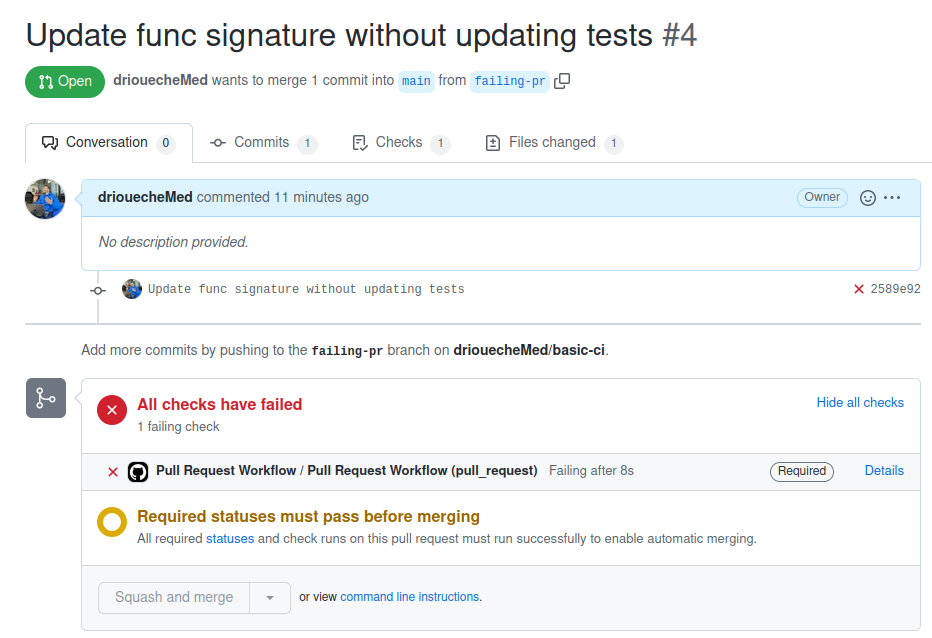 Update func signature without updating tests #4
Open driouecheMed wants to merge 1 commit into main from failing-pr
Conversation 0 Commits 1 Checks 1 Files changed 1
driouecheMed commented 11 minutes ago Owner
No description provided.
Update func signature without updating tests 2589e92
Add more commits by pushing to the failing-pr branch on driouecheMed/basic-ci.
All checks have failed Hide all checks
1 failing check
Pull Request Workflow / Pull Request Workflow (pull_request) Failing after 8s Required Details
Required statuses must pass before merging
All required statuses and check runs on this pull request must run successfully to enable automatic merging.
Squash and merge or view command line instructions.